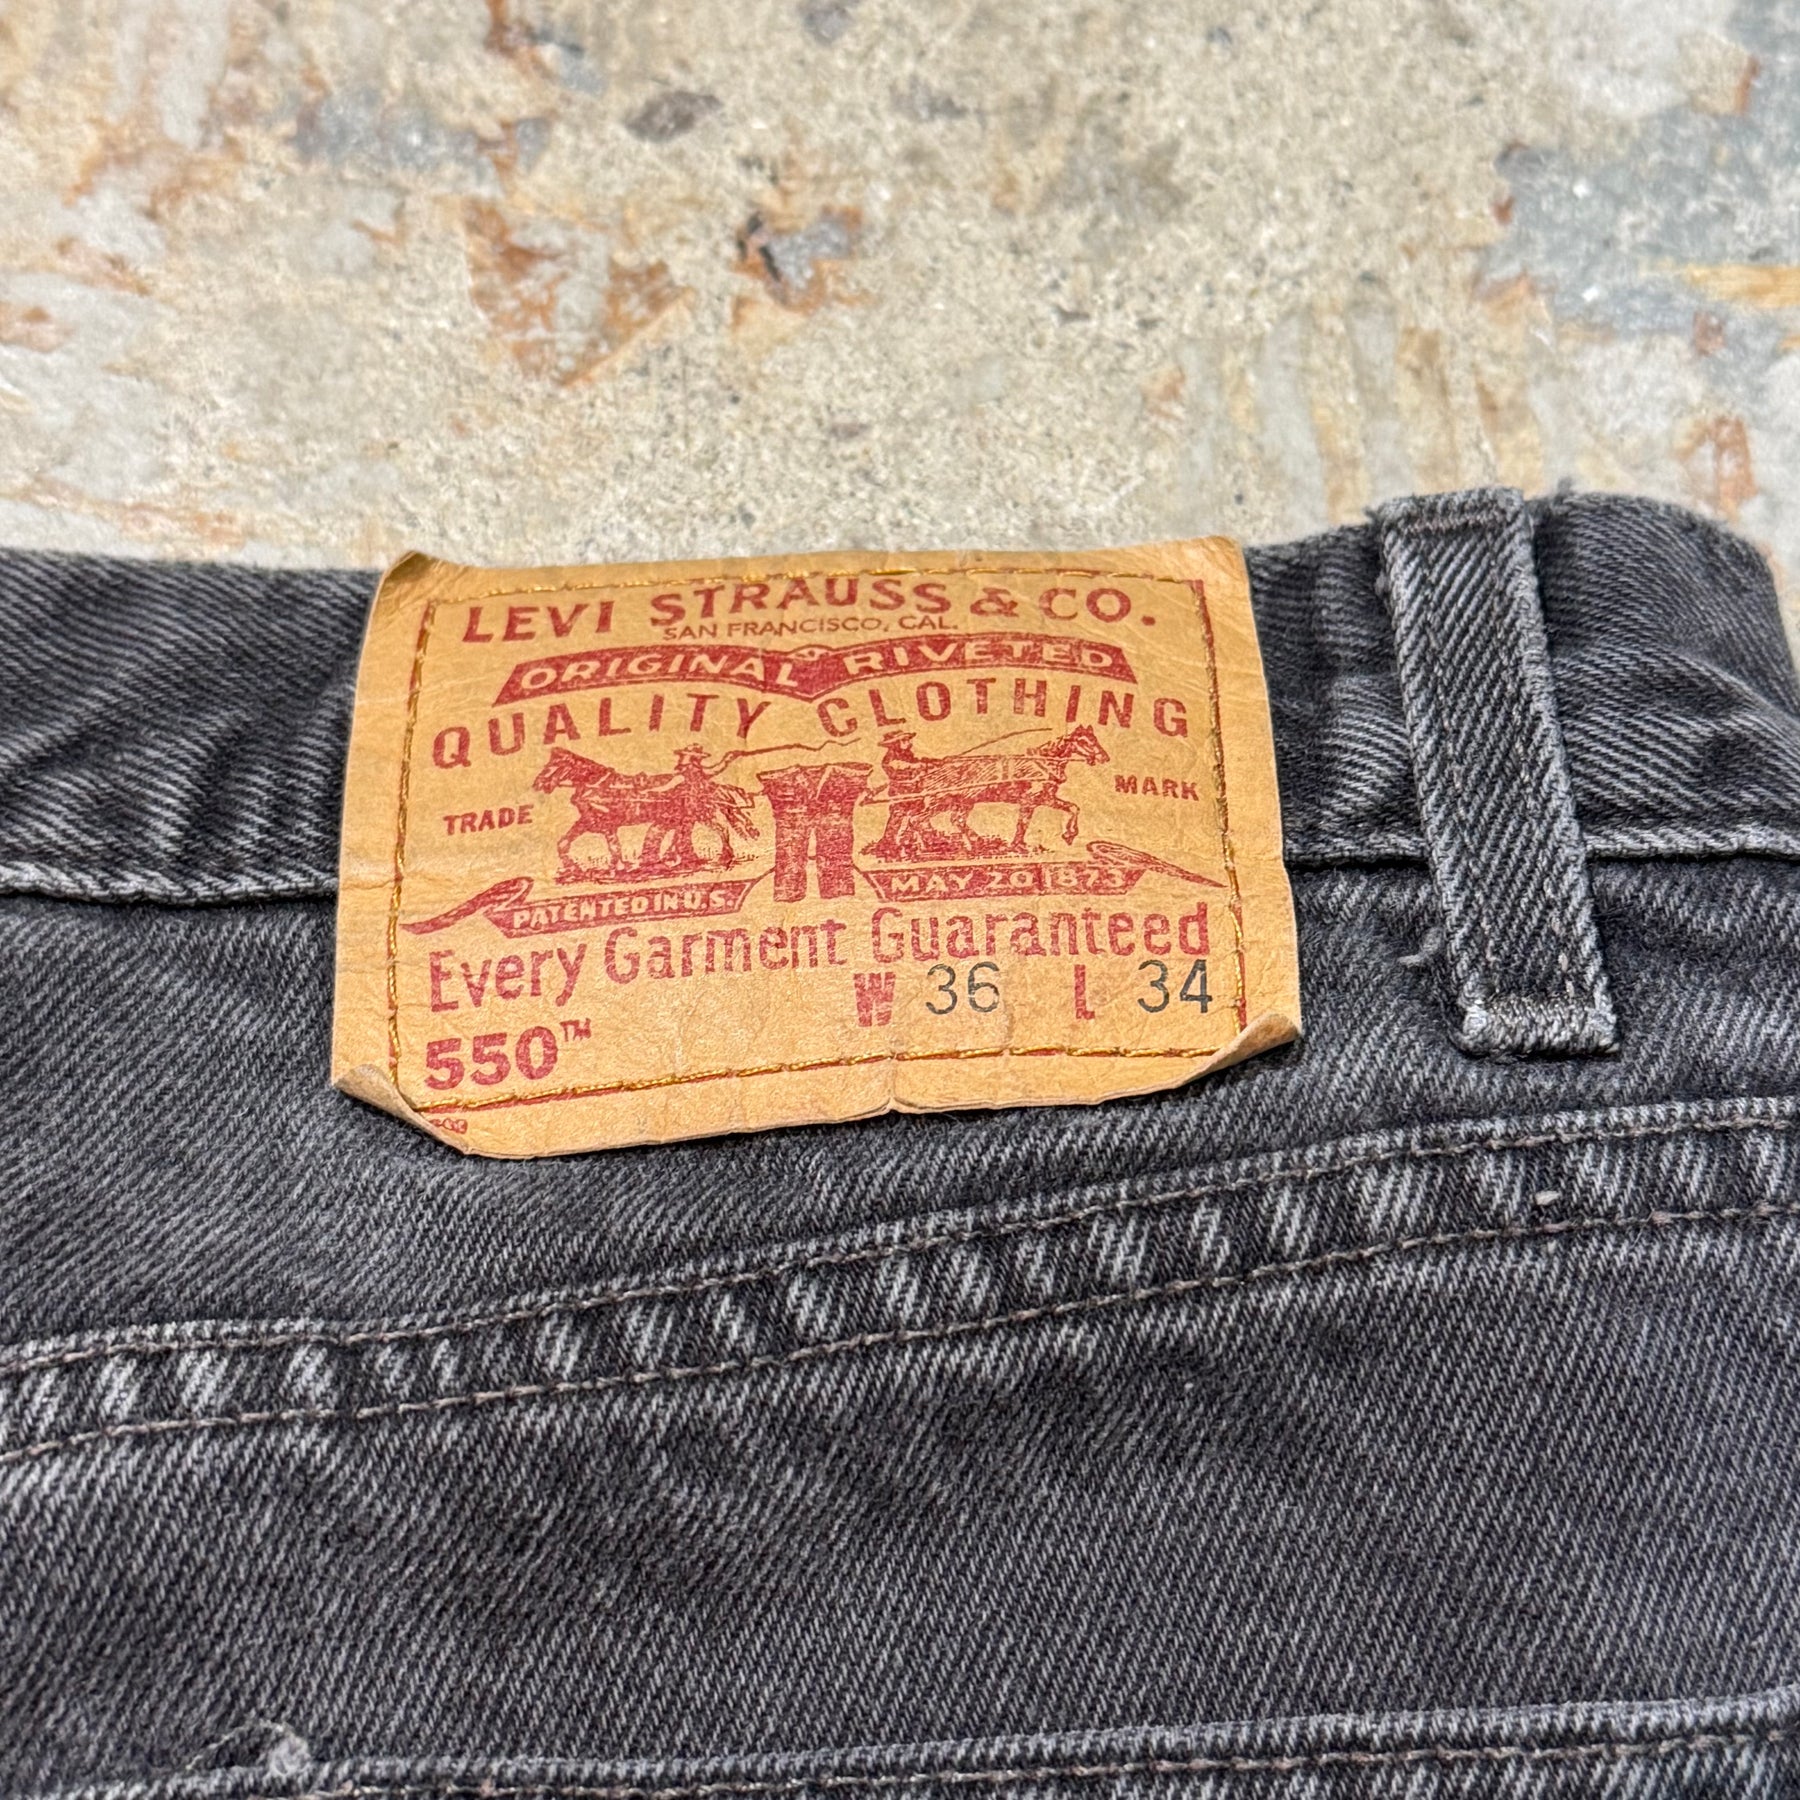 LEVI STRAUSS & CO.
SAN FRANCISCO, CAL.
ORIGINAL RIVETED
QUALITY CLOTHING
TRADE MARK
PATENTED IN U.S. MAY 20 1873
Every Garment Guaranteed
W 36 L 34
550™